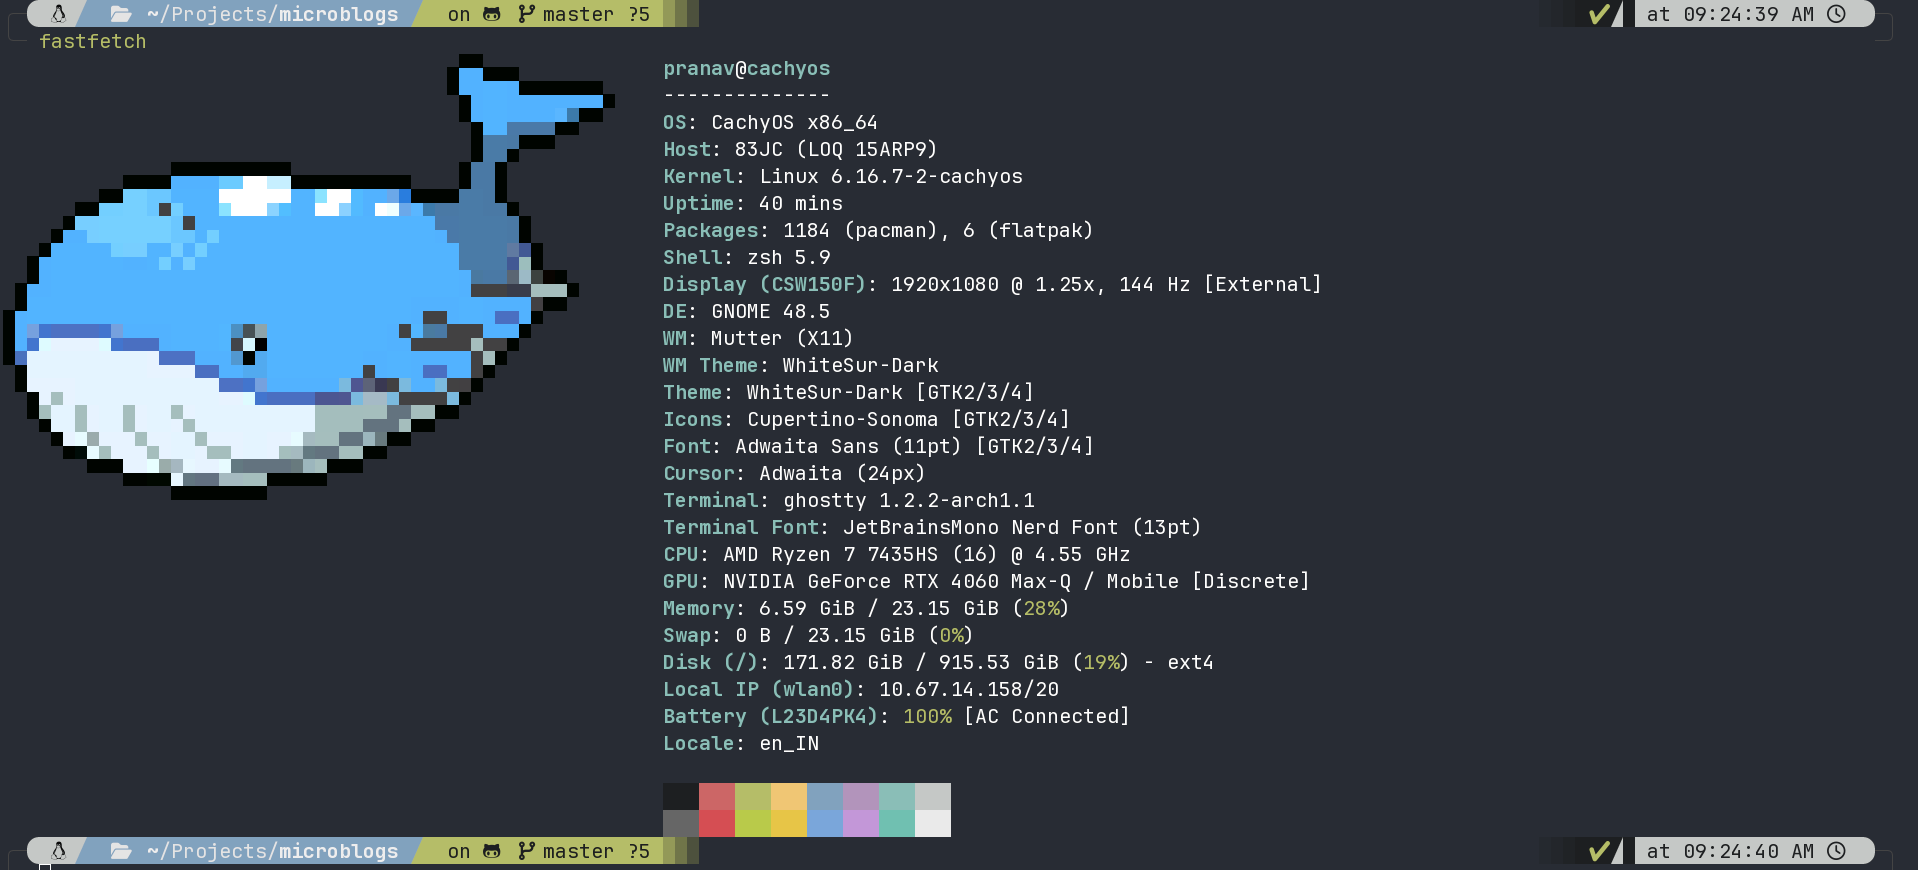 ~/Projects/microblogs on master ?5 ✔ at 09:24:39 AM
fastfetch
pranav@cachyos
--------------
OS: CachyOS x86_64
Host: 83JC (LOQ 15ARP9)
Kernel: Linux 6.16.7-2-cachyos
Uptime: 40 mins
Packages: 1184 (pacman), 6 (flatpak)
Shell: zsh 5.9
Display (CSW150F): 1920x1080 @ 1.25x, 144 Hz [External]
DE: GNOME 48.5
WM: Mutter (X11)
WM Theme: WhiteSur-Dark
Theme: WhiteSur-Dark [GTK2/3/4]
Icons: Cupertino-Sonoma [GTK2/3/4]
Font: Adwaita Sans (11pt) [GTK2/3/4]
Cursor: Adwaita (24px)
Terminal: ghostty 1.2.2-arch1.1
Terminal Font: JetBrainsMono Nerd Font (13pt)
CPU: AMD Ryzen 7 7435HS (16) @ 4.55 GHz
GPU: NVIDIA GeForce RTX 4060 Max-Q / Mobile [Discrete]
Memory: 6.59 GiB / 23.15 GiB (28%)
Swap: 0 B / 23.15 GiB (0%)
Disk (/): 171.82 GiB / 915.53 GiB (19%) - ext4
Local IP (wlan0): 10.67.14.158/20
Battery (L23D4PK4): 100% [AC Connected]
Locale: en_IN
~/Projects/microblogs on master ?5 ✔ at 09:24:40 AM